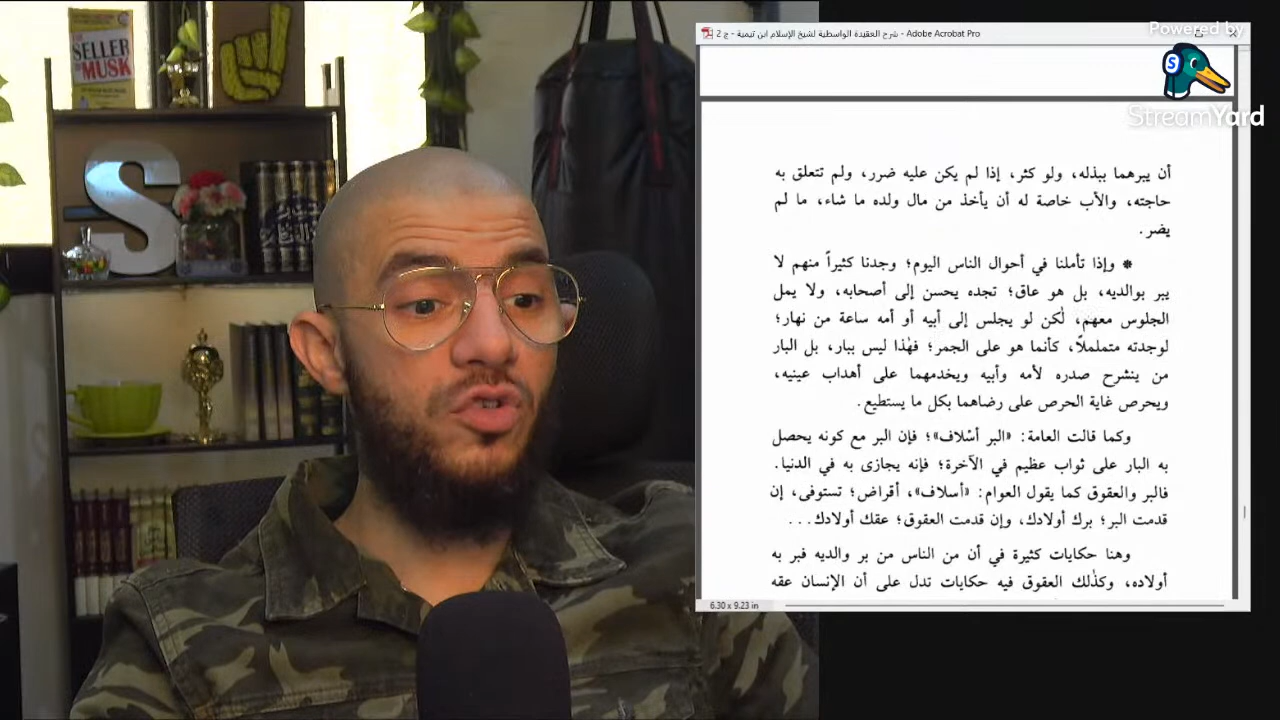 SELLER
MUSK
S
شرح العقيدة الواسطية لشيخ الإسلام ابن تيمية - ج 2 - Adobe Acrobat Pro
Powered by
S
StreamYard
أن يبرهما ببذله، ولو كثر، إذا لم يكن عليه ضرر، ولم تتعلق به
حاجته، والأب خاصة له أن يأخذ من مال ولده ما شاء، ما لم
يضر.
* وإذا تأملنا في أحوال الناس اليوم؛ وجدنا كثيراً منهم لا
يبر بوالديه، بل هو عاق؛ تجده يحسن إلى أصحابه، ولا يمل
الجلوس معهم، لكن لو يجلس إلى أبيه أو أمه ساعة من نهار؛
لوجدته متململًا، كأنما هو على الجمر؛ فهذا ليس ببار، بل البار
من ينشرح صدره لأمه وأبيه ويخدمهما على أهداب عينيه،
ويحرص غاية الحرص على رضاهما بكل ما يستطيع.
وكما قالت العامة: «البر أسْلاف»؛ فإن البر مع كونه يحصل
به البار على ثواب عظيم في الآخرة؛ فإنه يجازى به في الدنيا.
فالبر والعقوق كما يقول العوام: «أسلاف»، أقراض؛ تستوفى، إن
قدمت البر؛ برك أولادك، وإن قدمت العقوق؛ عقك أولادك...
وهنا حكايات كثيرة في أن من الناس من بر والديه فبر به
أولاده، وكذلك العقوق فيه حكايات تدل على أن الإنسان عقه
6.30 x 9.23 in